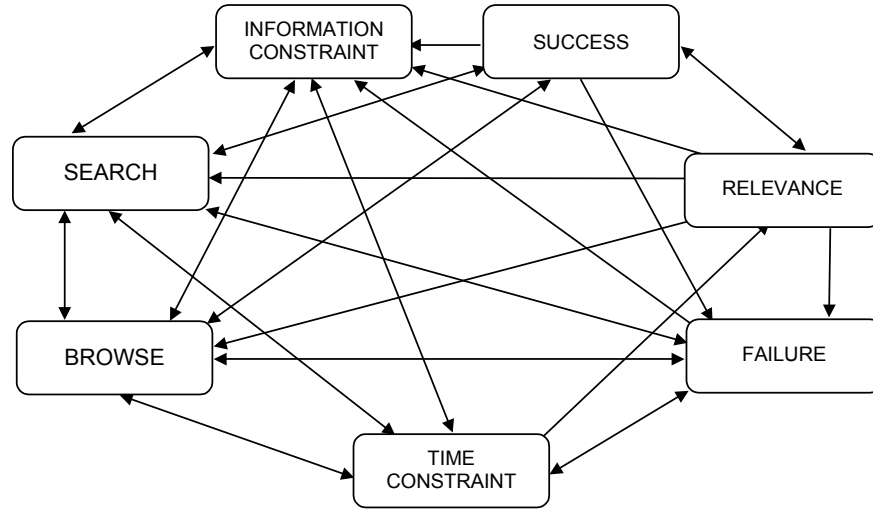 INFORMATION
CONSTRAINT
SUCCESS
SEARCH
RELEVANCE
BROWSE
FAILURE
TIME
CONSTRAINT